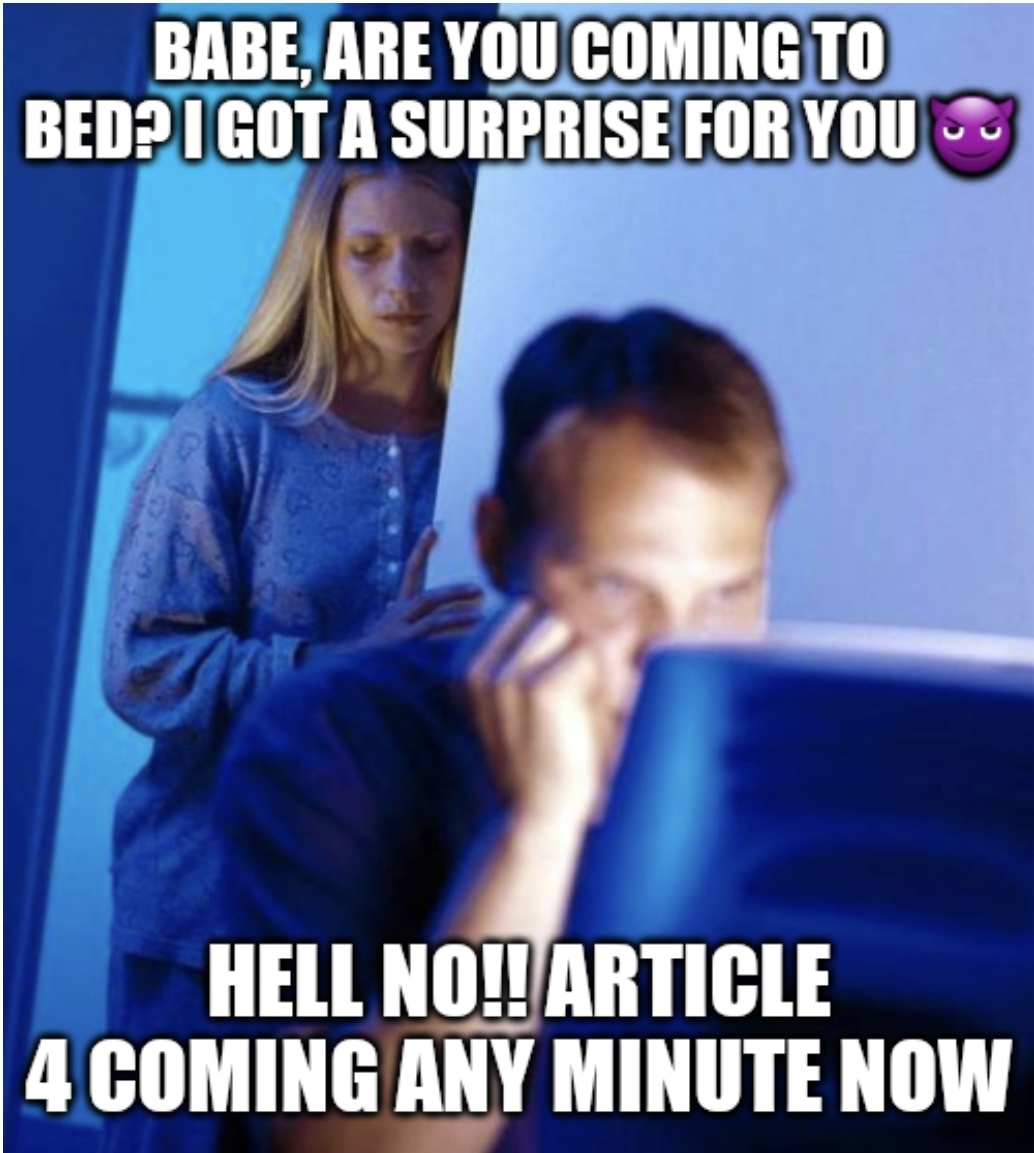 BABE, ARE YOU COMING TO
BED? I GOT A SURPRISE FOR YOU 😈
HELL NO!! ARTICLE
4 COMING ANY MINUTE NOW